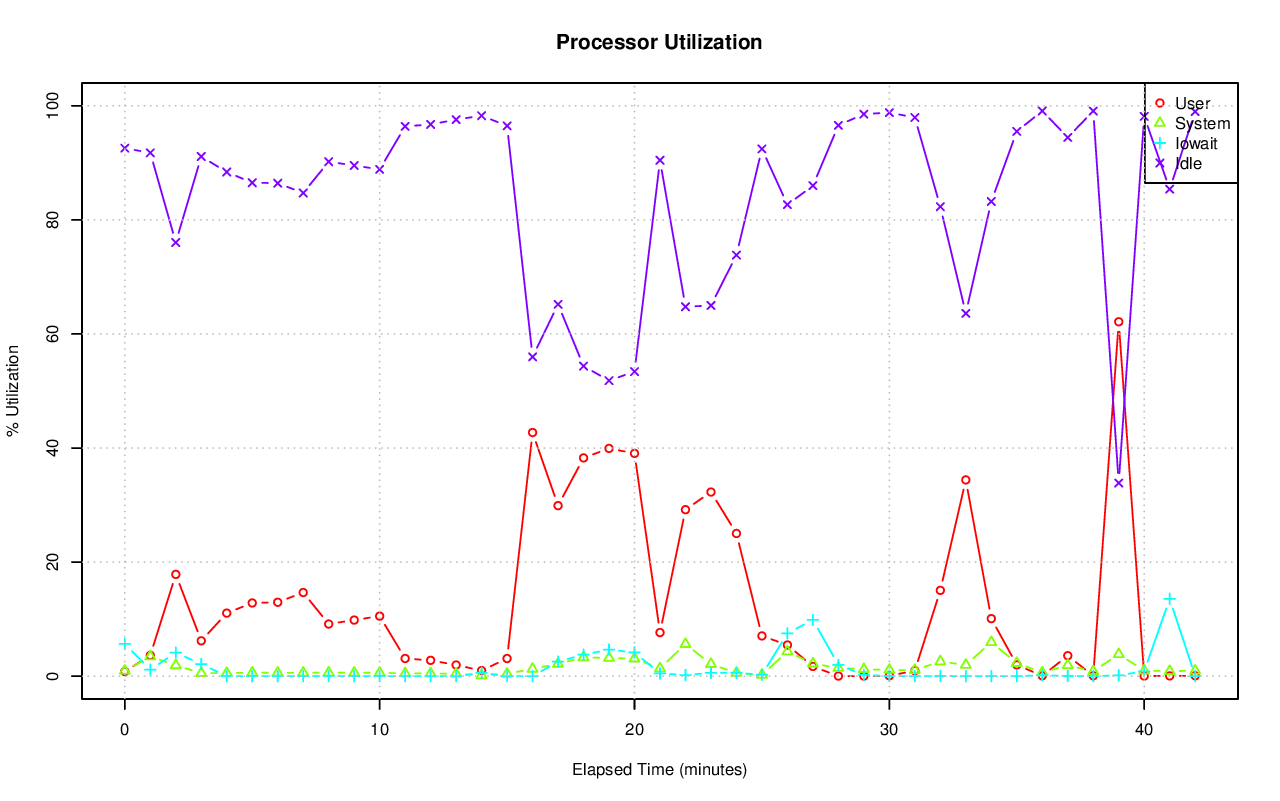 Processor Utilization
User
System
Iowait
Idle
% Utilization
100
80
60
40
20
0
0 10 20 30 40
Elapsed Time (minutes)